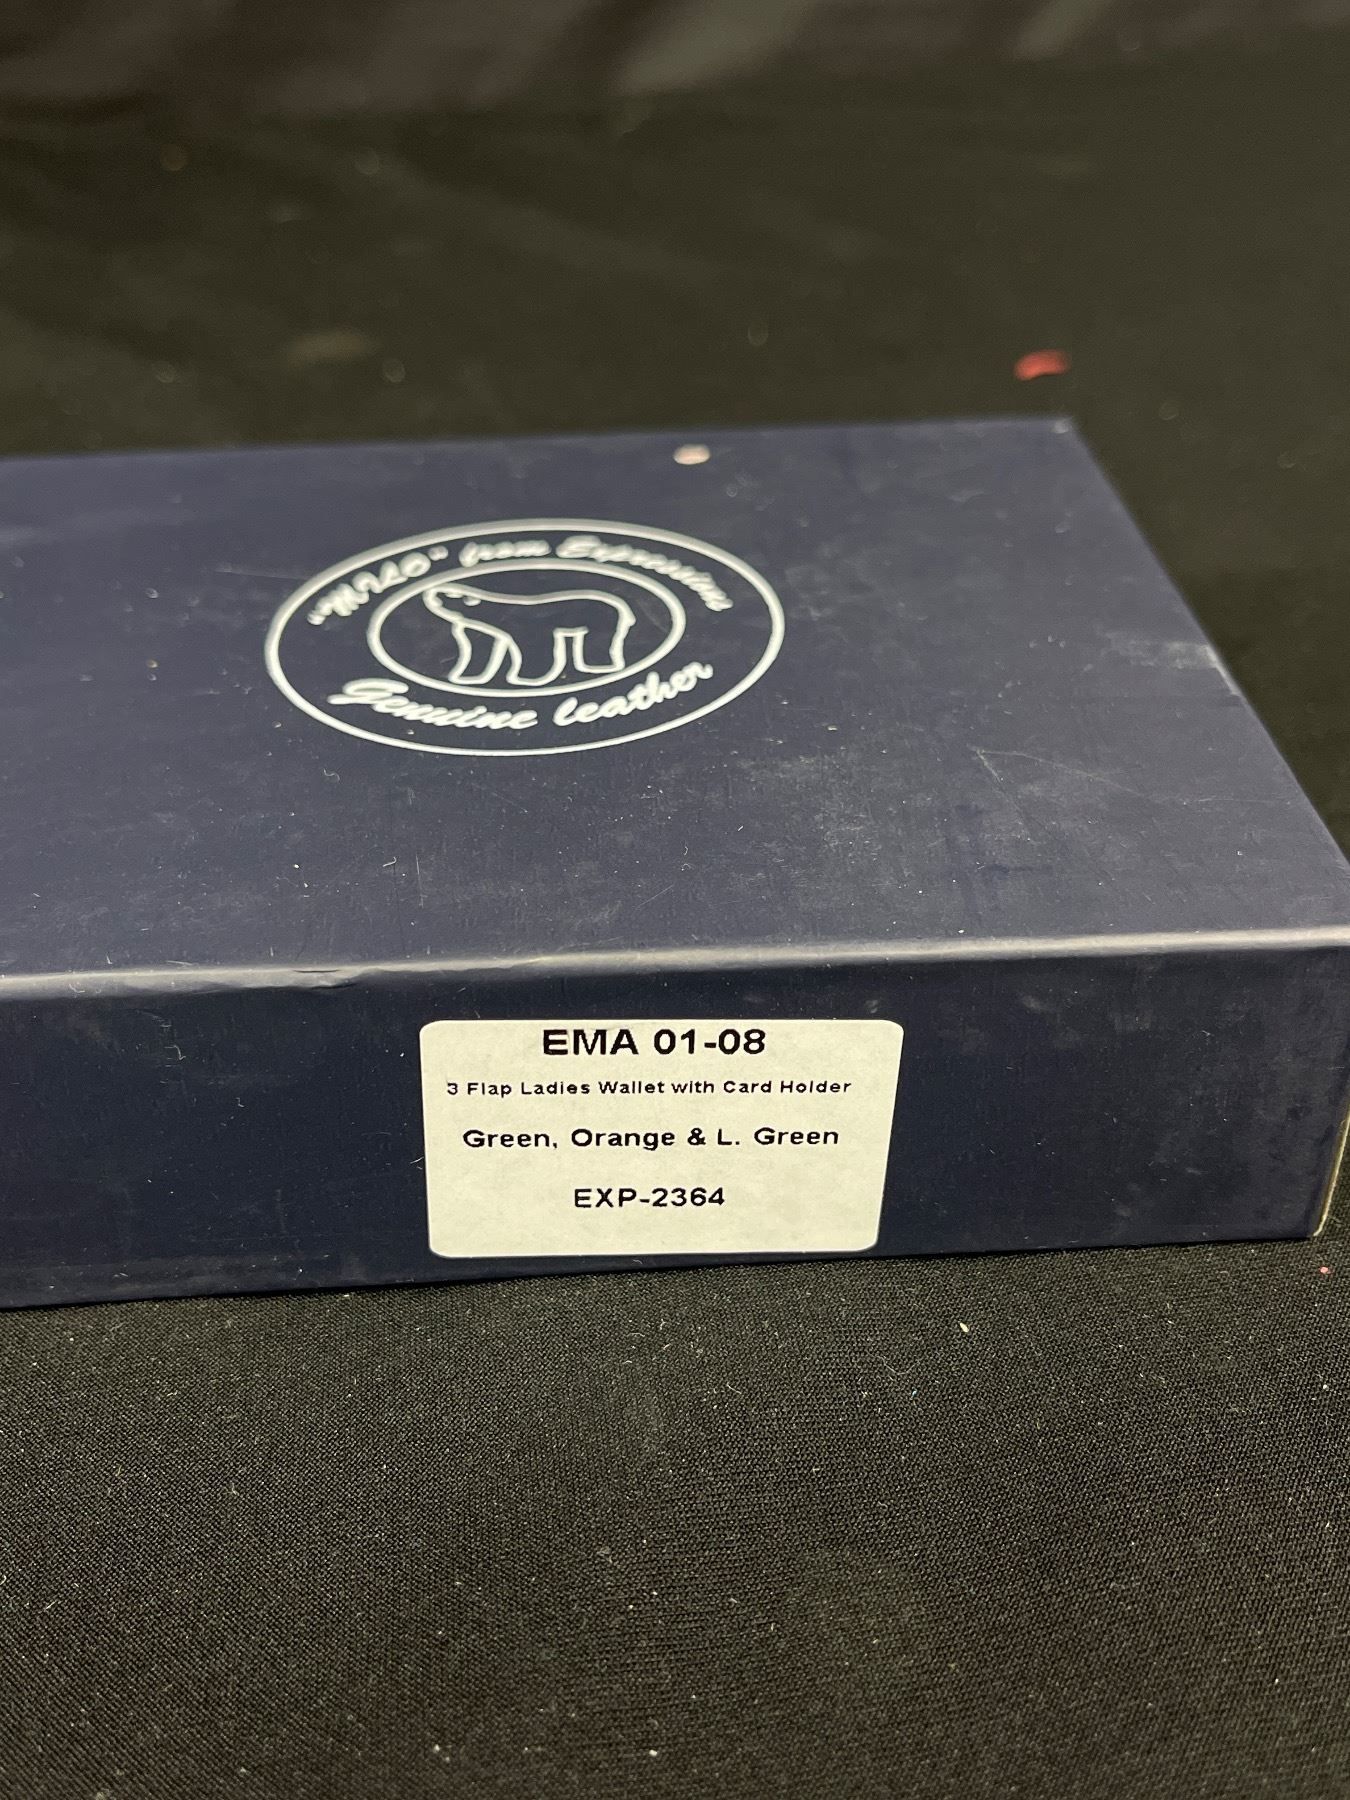 "MILO" from Expressions
Genuine leather
EMA 01-08
3 Flap Ladies Wallet with Card Holder
Green, Orange & L. Green
EXP-2364